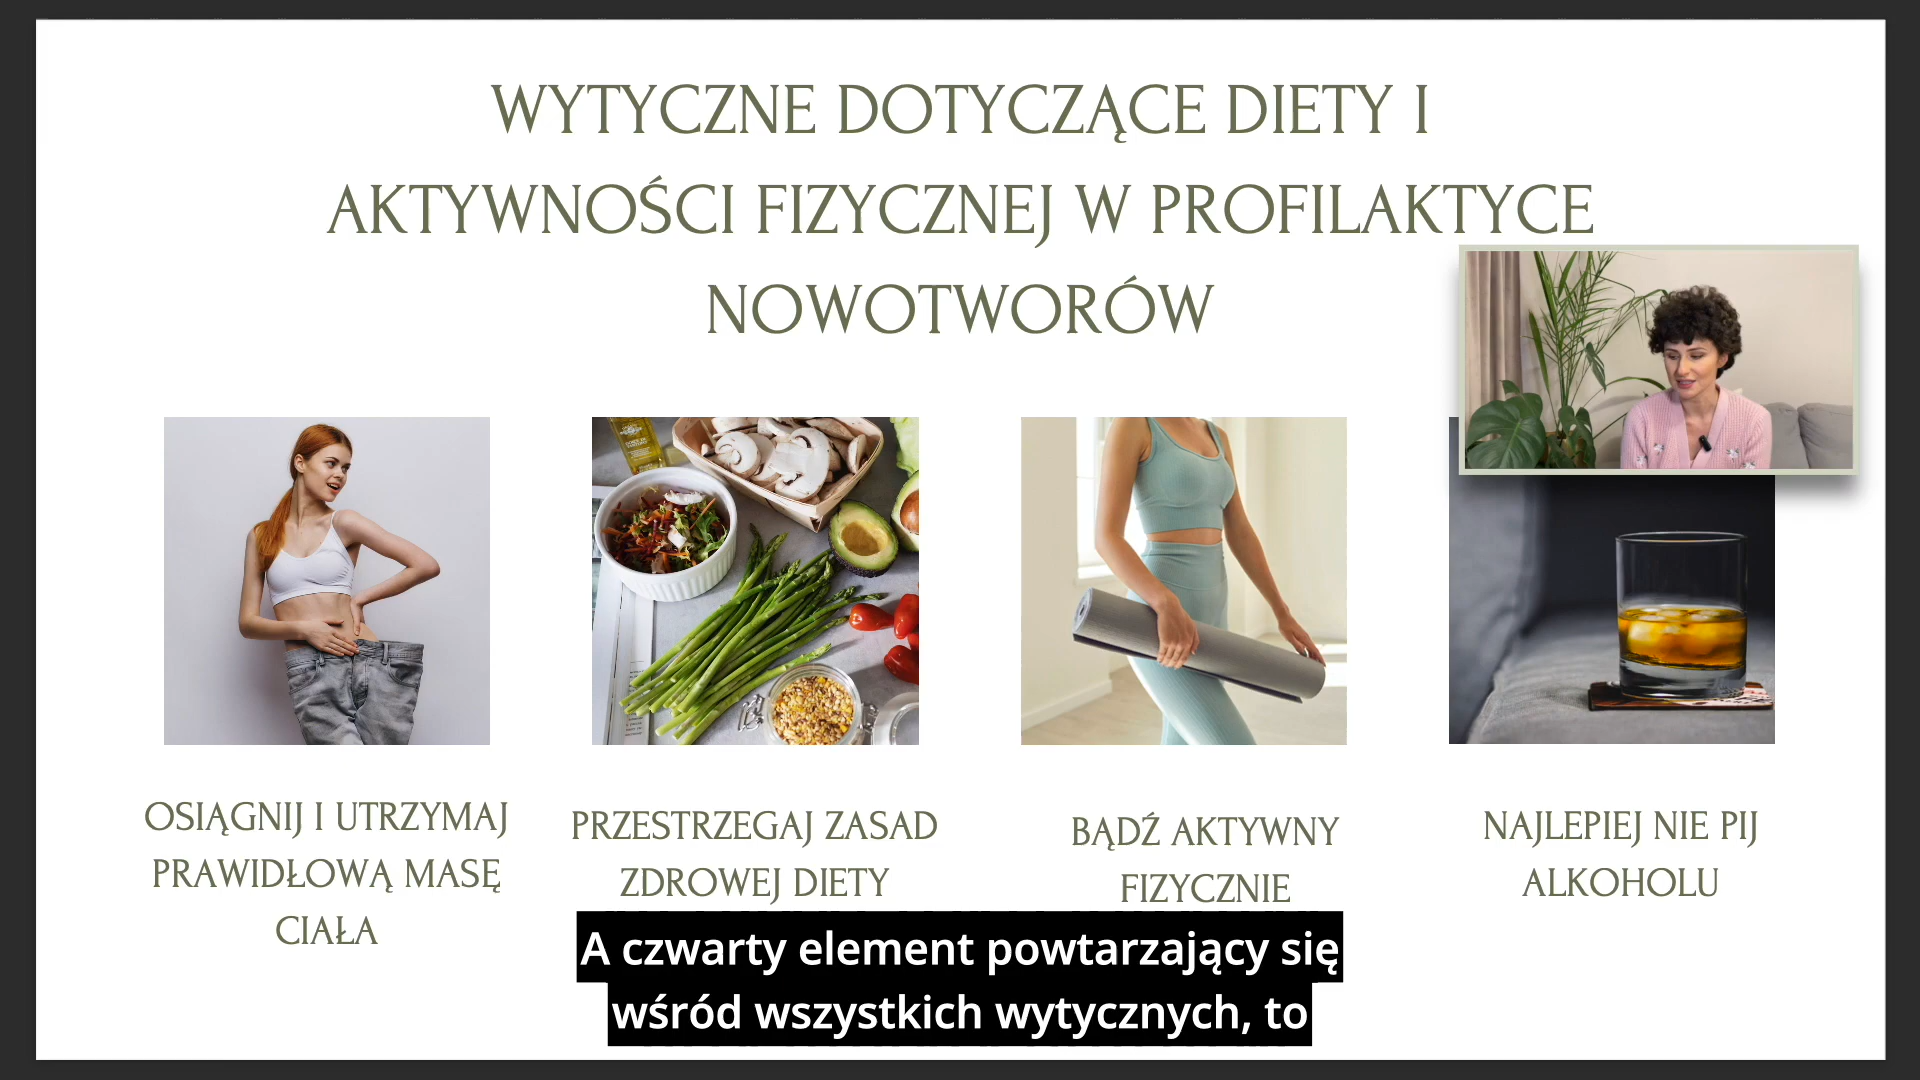 WYTYCZNE DOTYCZĄCE DIETY I
AKTYWNOŚCI FIZYCZNEJ W PROFILAKTYCE
NOWOTWORÓW
OSIĄGNIJ I UTRZYMAJ
PRAWIDŁOWĄ MASĘ
CIAŁA
PRZESTRZEGAJ ZASAD
ZDROWEJ DIETY
BĄDŹ AKTYWNY
FIZYCZNIE
NAJLEPIEJ NIE PIJ
ALKOHOLU
A czwarty element powtarzający się
wśród wszystkich wytycznych, to